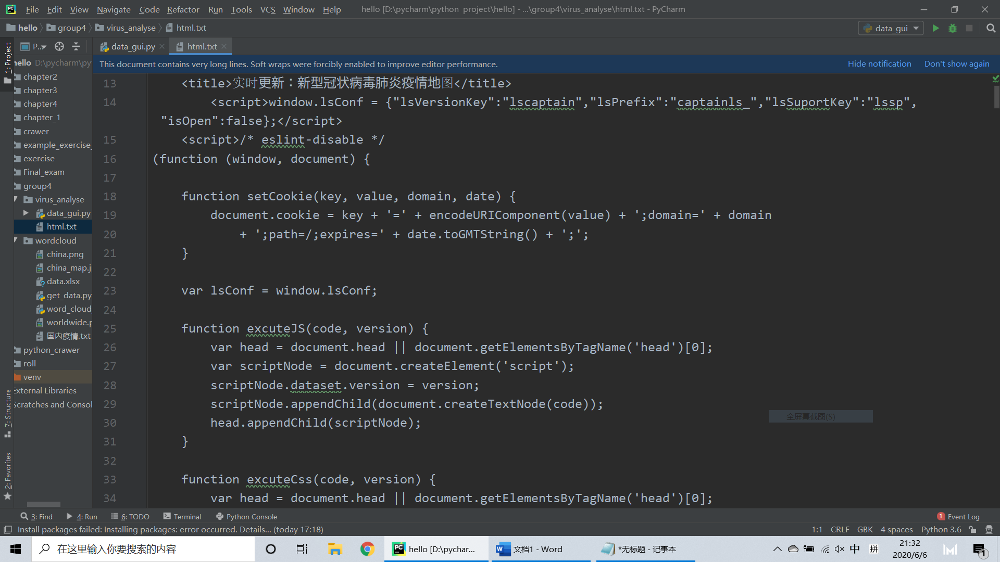 File Edit View Navigate Code Refactor Run Tools VCS Window Help hello [D:\pycharm\python project\hello] - ...\group4\virus_analyse\html.txt - PyCharm
hello group4 virus_analyse html.txt data_gui
1: Project
P...
data_gui.py
html.txt
This document contains very long lines. Soft wraps were forcibly enabled to improve editor performance. Hide notification Don't show again
hello D:\pycharm\py
chapter2
chapter3
chapter4
chapter_1
crawer
example_exercise_
exercise
Final_exam
group4
virus_analyse
data_gui.py
html.txt
wordcloud
china.png
china_map.j
data.xlsx
get_data.py
word_cloud_
worldwide.p
国内疫情.txt
python_crawer
roll
venv
External Libraries
Scratches and Consol
7: Structure
2: Favorites
13 <title>实时更新：新型冠状病毒肺炎疫情地图</title>
14 <script>window.lsConf = {"lsVersionKey":"lscaptain","lsPrefix":"captainls_","lsSuportKey":"lssp",
"isOpen":false};</script>
15 <script>/* eslint-disable */
16 (function (window, document) {
17
18 function setCookie(key, value, domain, date) {
19 document.cookie = key + '=' + encodeURIComponent(value) + ';domain=' + domain
20 + ';path=/;expires=' + date.toGMTString() + ';';
21 }
22
23 var lsConf = window.lsConf;
24
25 function excuteJS(code, version) {
26 var head = document.head || document.getElementsByTagName('head')[0];
27 var scriptNode = document.createElement('script');
28 scriptNode.dataset.version = version;
29 scriptNode.appendChild(document.createTextNode(code));
30 head.appendChild(scriptNode);
31 }
32
33 function excuteCss(code, version) {
34 var head = document.head || document.getElementsByTagName('head')[0];
全屏幕截图(S)
3: Find 4: Run 6: TODO Terminal Python Console 1 Event Log
Install packages failed: Installing packages: error occurred. Details... (today 17:18) 1:1 CRLF GBK 4 spaces Python 3.6
在这里输入你要搜索的内容
hello [D:\pychar...
文档1 - Word
*无标题 - 记事本
中 拼
21:32
2020/6/6
1